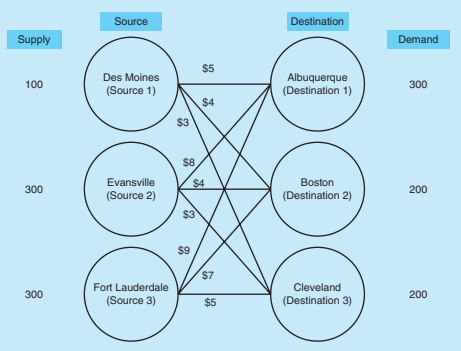 Source
Destination
Supply
Demand
Des Moines
(Source 1)
Albuquerque
(Destination 1)
100
300
$5
$4
$3
Evansville
(Source 2)
Boston
(Destination 2)
300
200
$8
$4
$3
Fort Lauderdale
(Source 3)
Cleveland
(Destination 3)
300
200
$9
$7
$5